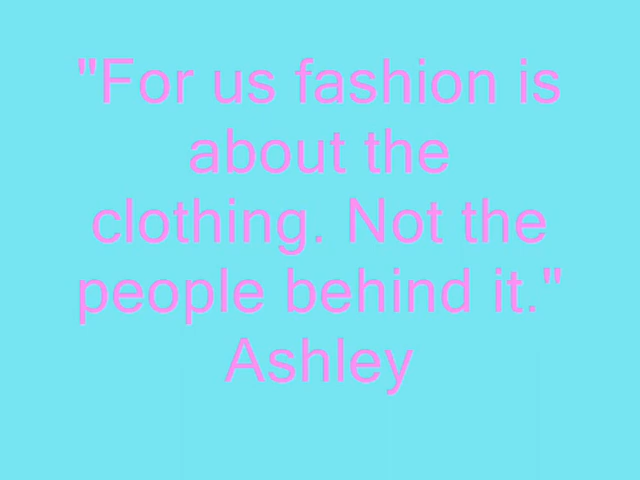 "For us fashion is
about the
clothing. Not the
people behind it."
Ashley